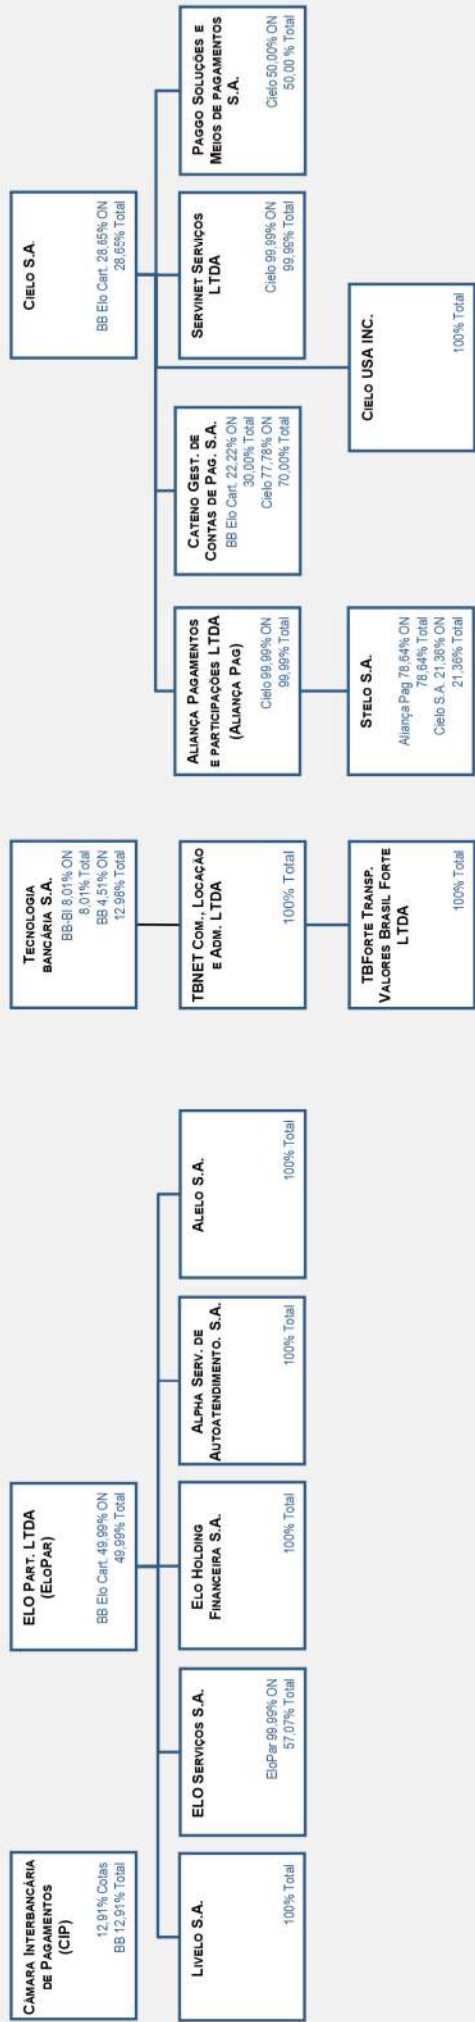 CÂMARA INTERBANCÁRIA
DE PAGAMENTOS
(CIP)
12,91% Cotas
BB 12,91% Total
ELO PART. LTDA
(ELOPAR)
BB Elo Cart. 49,99% ON
49,99% Total
LIVELO S.A.
100% Total
ELO SERVIÇOS S.A.
EloPar 99,99% ON
57,07% Total
ELO HOLDING
FINANCEIRA S.A.
100% Total
ALPHA SERV. DE
AUTOATENDIMENTO. S.A.
100% Total
ALELO S.A.
100% Total
TECNOLOGIA
BANCÁRIA S.A.
BB-BI 8,01% ON
8,01% Total
BB 4,51% ON
12,98% Total
TBNET COM., LOCAÇÃO
E ADM. LTDA
100% Total
TBFORTE TRANSP.
VALORES BRASIL FORTE
LTDA
100% Total
CIELO S.A.
BB Elo Cart. 28,65% ON
28,65% Total
ALIANÇA PAGAMENTOS
E PARTICIPAÇÕES LTDA
(ALIANÇA PAG)
Cielo 99,99% ON
99,99% Total
CATENO GEST. DE
CONTAS DE PAG. S.A.
BB Elo Cart. 22,22% ON
30,00% Total
Cielo 77,78% ON
70,00% Total
SERVINET SERVIÇOS
LTDA
Cielo 99,99% ON
99,99% Total
PAGGO SOLUÇÕES E
MEIOS DE PAGAMENTOS
S.A.
Cielo 50,00% ON
50,00 % Total
STELO S.A.
Aliança Pag 78,64% ON
78,64% Total
Cielo S.A. 21,36% ON
21,36% Total
CIELO USA INC.
100% Total